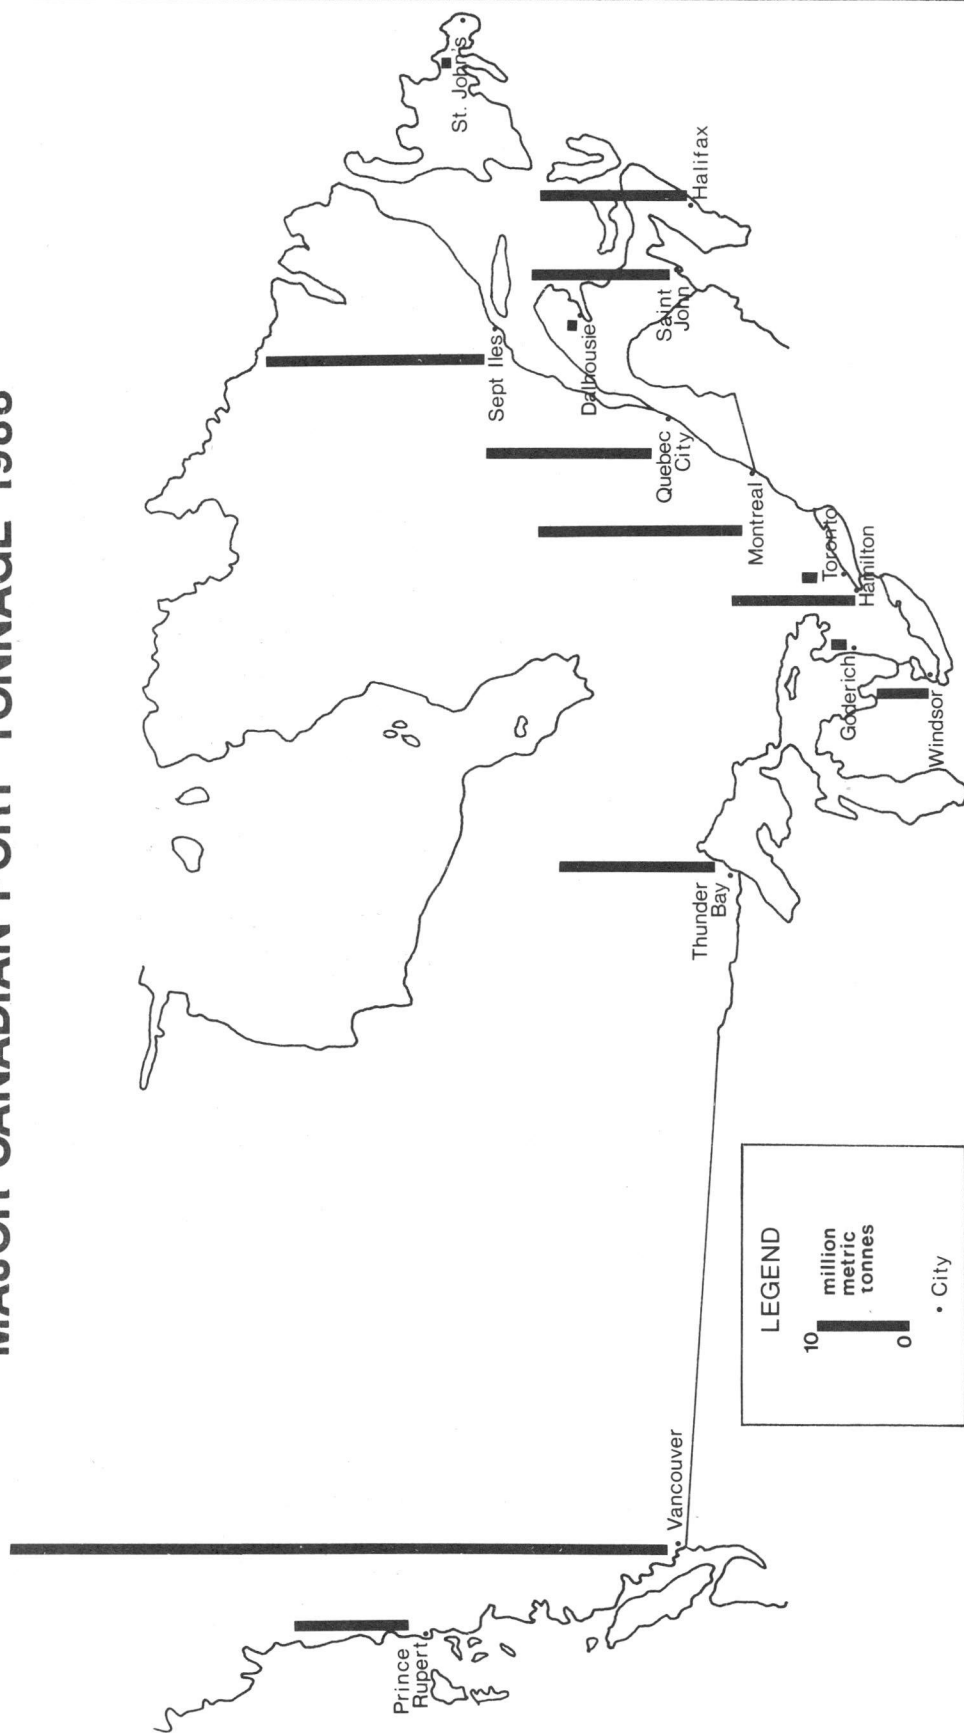 MAJOR CANADIAN PORT TONNAGE
Prince
Rupert
Vancouver
Thunder
Bay
Windsor
Goderich
Hamilton
Toronto
Montreal
Quebec
City
Sept Iles
Dalhousie
Saint
John
Halifax
St. John's
LEGEND
10
0
million
metric
tonnes
City